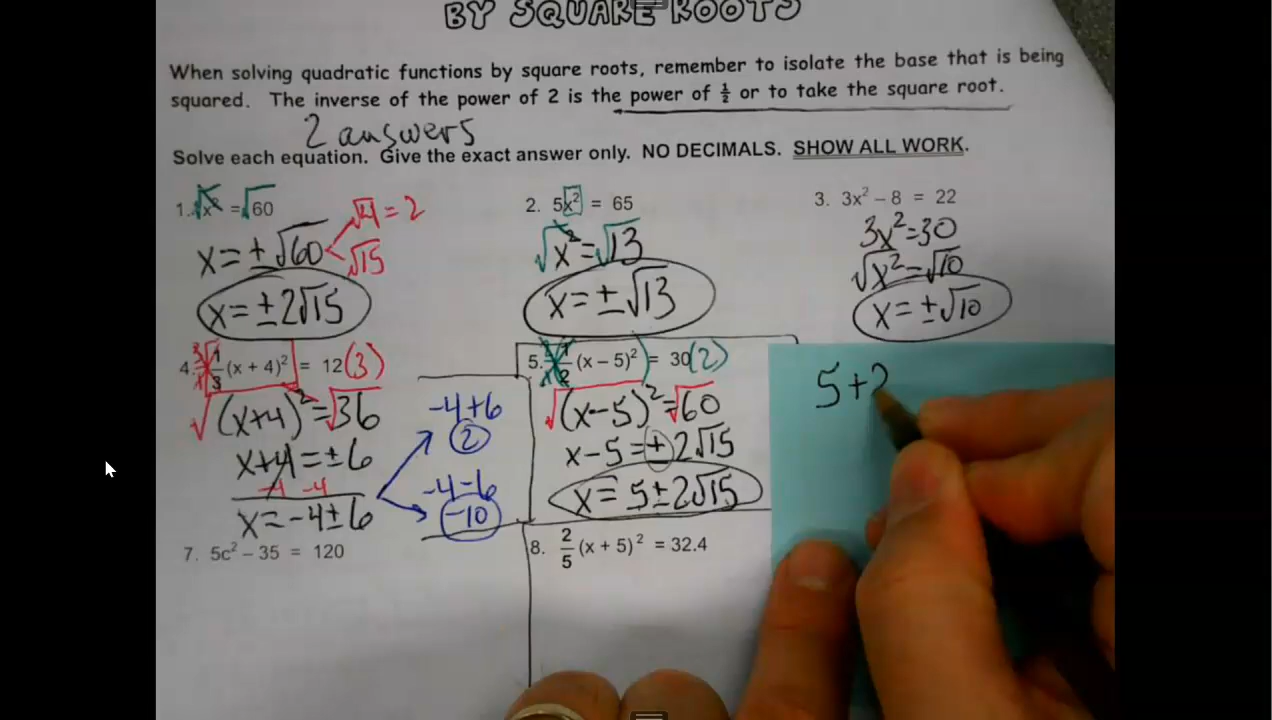 BY SQUARE ROOTS
When solving quadratic functions by square roots, remember to isolate the base that is being
squared. The inverse of the power of 2 is the power of 1/2 or to take the square root.
2 answers
Solve each equation. Give the exact answer only. NO DECIMALS. SHOW ALL WORK.
1. √x² = √60
x = ± √60
√4 = 2
√15
x = ± 2√15
2. 5x² = 65
√x² = √13
x = ± √13
3. 3x² – 8 = 22
3x² = 30
√x² = √10
x = ± √10
4. 3/1 · 1/3 (x + 4)² = 12 (3)
√(x+4)² = √36
x+4 = ± 6
-4 -4
x = -4 ± 6
-4+6
2
-4-6
-10
5. 1/2 (x – 5)² = 30 (2)
√(x-5)² = √60
x-5 = ± 2√15
x = 5 ± 2√15
5+2
7. 5c² – 35 = 120
8. 2/5 (x + 5)² = 32.4